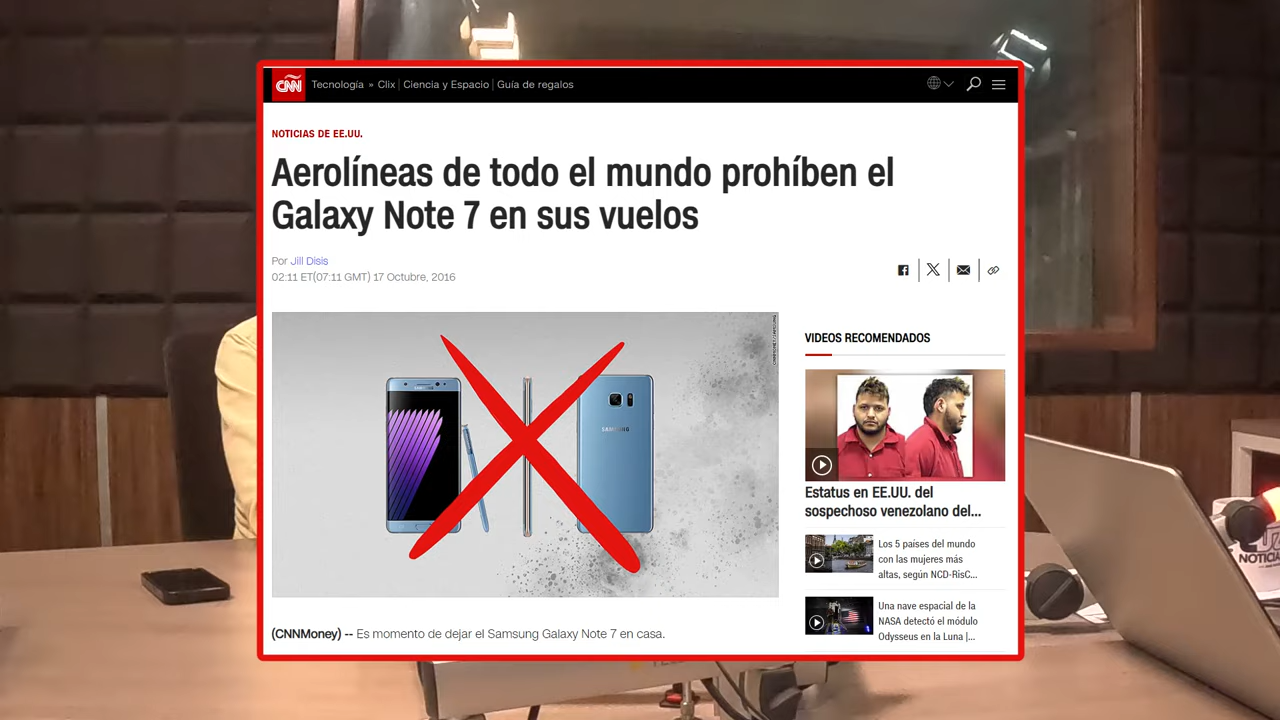 CNN
Tecnología » Clix | Ciencia y Espacio | Guía de regalos
NOTICIAS DE EE.UU.
Aerolíneas de todo el mundo prohíben el
Galaxy Note 7 en sus vuelos
Por Jill Disis
02:11 ET(07:11 GMT) 17 Octubre, 2016
SAMSUNG
(CNNMoney) -- Es momento de dejar el Samsung Galaxy Note 7 en casa.
VIDEOS RECOMENDADOS
Estatus en EE.UU. del
sospechoso venezolano del...
Los 5 países del mundo
con las mujeres más
altas, según NCD-RisC...
Una nave espacial de la
NASA detectó el módulo
Odysseus en la Luna |...